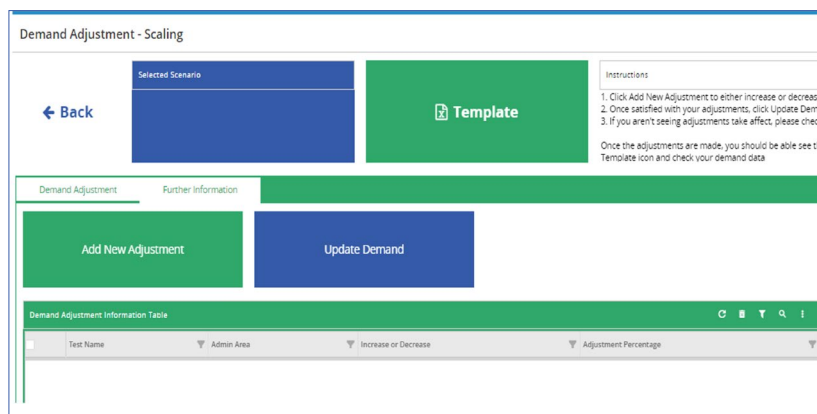 Demand Adjustment - Scaling
Selected Scenario
Back
Template
Instructions
1. Click Add New Adjustment to either increase or decreas
2. Once satisfied with your adjustments, click Update Dem
3. If you aren't seeing adjustments take affect, please chec
Once the adjustments are made, you should be able see th
Template icon and check your demand data
Demand Adjustment
Further Information
Add New Adjustment
Update Demand
Demand Adjustment Information Table
Test Name
Admin Area
Increase or Decrease
Adjustment Percentage